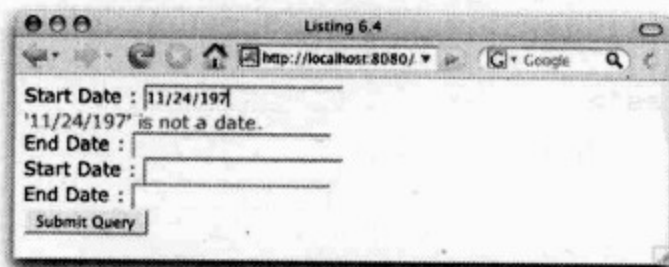 Listing 6.4
http://localhost:8080/ G Google
Start Date : 11/24/197
'11/24/197' is not a date.
End Date :
Start Date :
End Date :
Submit Query